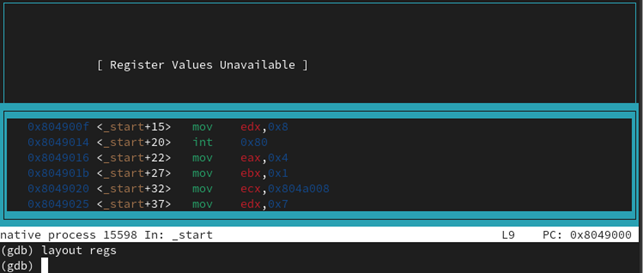 [ Register Values Unavailable ]
0x804900f <_start+15> mov edx,0x8
0x8049014 <_start+20> int 0x80
0x8049016 <_start+22> mov eax,0x4
0x804901b <_start+27> mov ebx,0x1
0x8049020 <_start+32> mov ecx,0x804a008
0x8049025 <_start+37> mov edx,0x7
native process 15598 In: _start L9 PC: 0x8049000
(gdb) layout regs
(gdb)